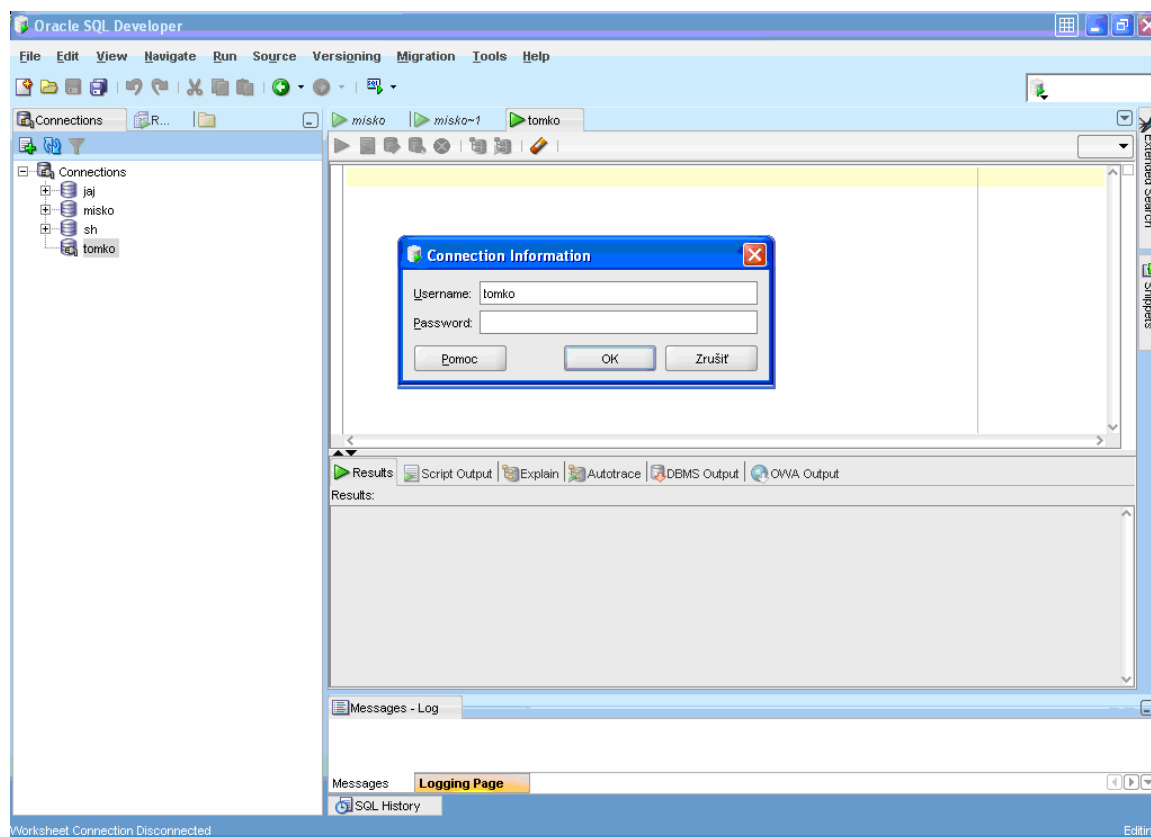 Oracle SQL Developer
File Edit View Navigate Run Source Versioning Migration Tools Help
Connections R...
misko misko~1 tomko
Connections
jaj
misko
sh
tomko
Extended Search
Snippets
Connection Information
Username: tomko
Password:
Pomoc OK Zrušiť
Results Script Output Explain Autotrace DBMS Output OWA Output
Results:
Messages - Log
Messages Logging Page
SQL History
Worksheet Connection Disconnected Editin